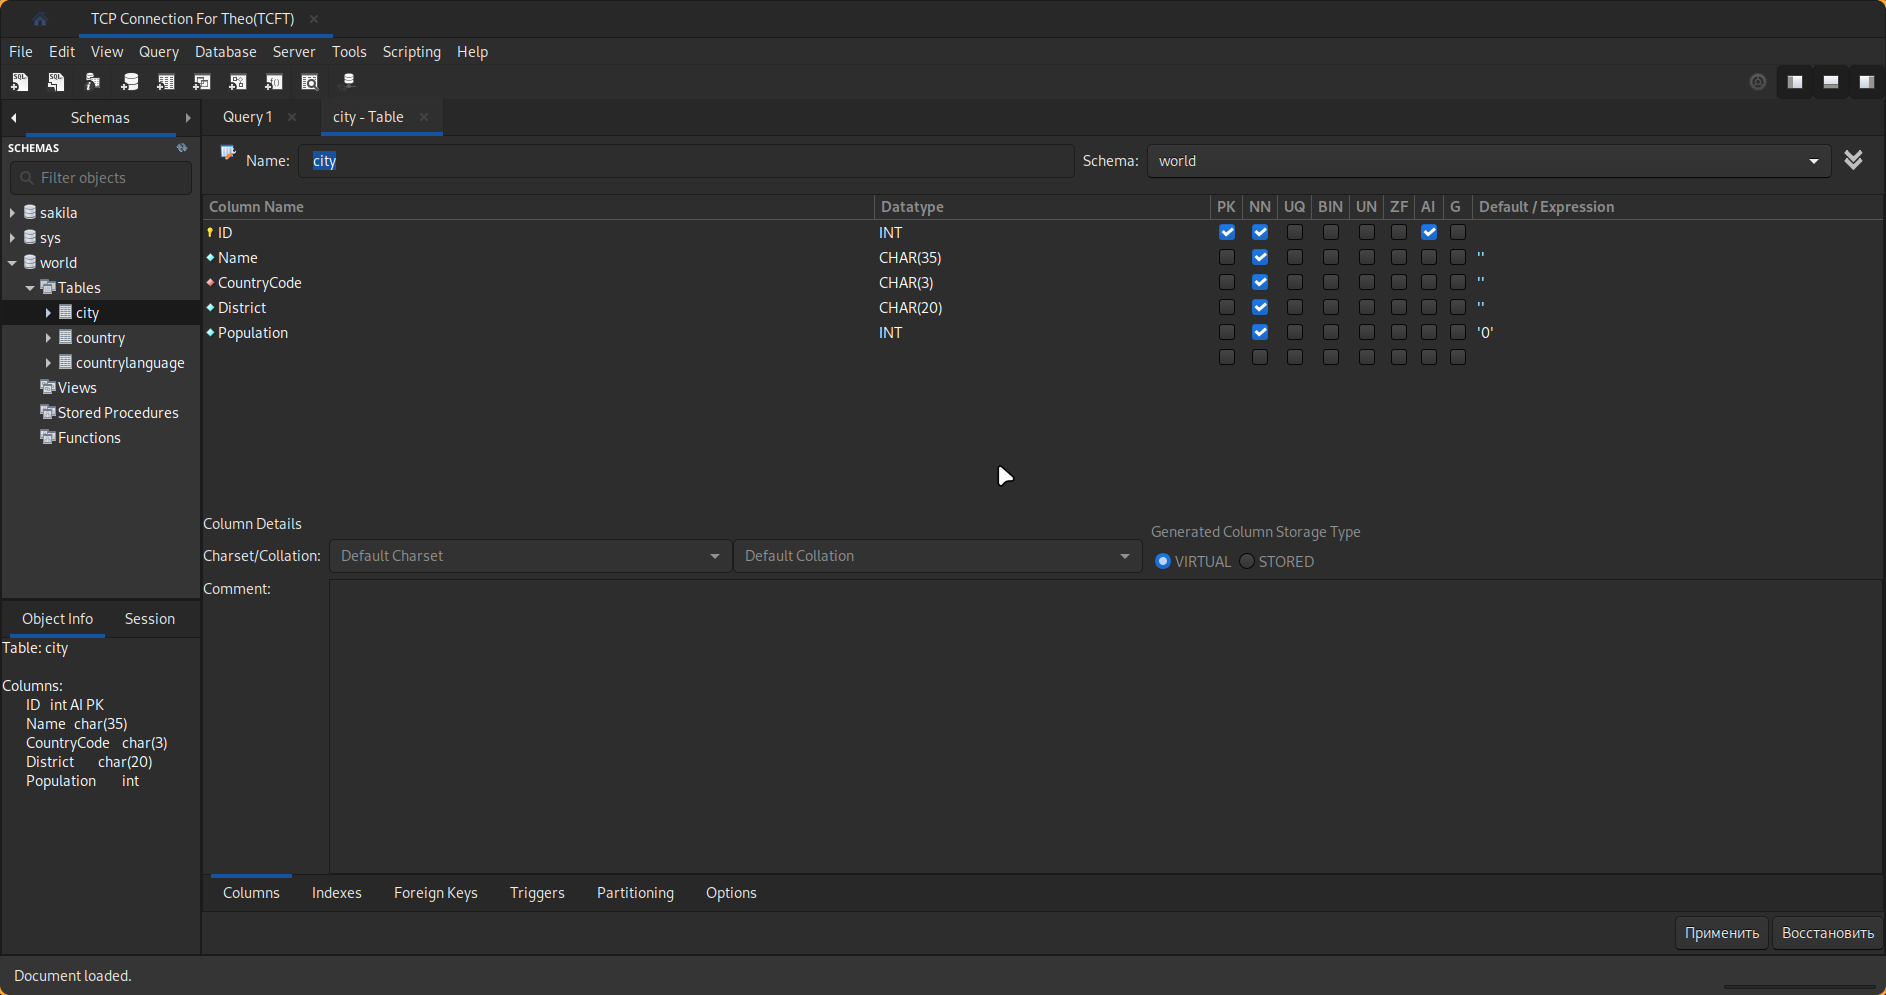 TCP Connection For Theo(TCFT)
File Edit View Query Database Server Tools Scripting Help
Schemas
Query 1
city - Table
SCHEMAS
Name: city
Schema: world
Filter objects
Column Name Datatype PK NN UQ BIN UN ZF AI G Default / Expression
sakila
sys
world
Tables
city
country
countrylanguage
Views
Stored Procedures
Functions
ID INT
Name CHAR(35) ''
CountryCode CHAR(3) ''
District CHAR(20) ''
Population INT '0'
Column Details
Charset/Collation: Default Charset Default Collation
Generated Column Storage Type
VIRTUAL STORED
Comment:
Object Info Session
Table: city
Columns:
ID int AI PK
Name char(35)
CountryCode char(3)
District char(20)
Population int
Columns Indexes Foreign Keys Triggers Partitioning Options
Применить Восстановить
Document loaded.